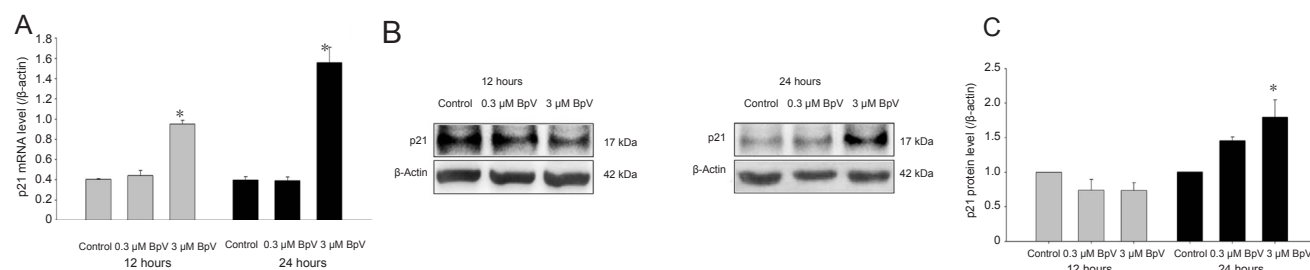 A
p21 mRNA level (/β-actin)
1.8
1.6
1.4
1.2
1.0
0.8
0.6
0.4
0.2
0
*
*
Control 0.3 µM BpV 3 µM BpV
Control 0.3 µM BpV 3 µM BpV
12 hours
24 hours
B
12 hours
Control 0.3 µM BpV 3 µM BpV
p21
17 kDa
β-Actin
42 kDa
24 hours
Control 0.3 µM BpV 3 µM BpV
p21
17 kDa
β-Actin
42 kDa
C
p21 protein level (/β-actin)
2.5
2.0
1.5
1.0
0.5
0.0
*
Control 0.3 µM BpV 3 µM BpV
Control 0.3 µM BpV 3 µM BpV
12 hours
24 hours